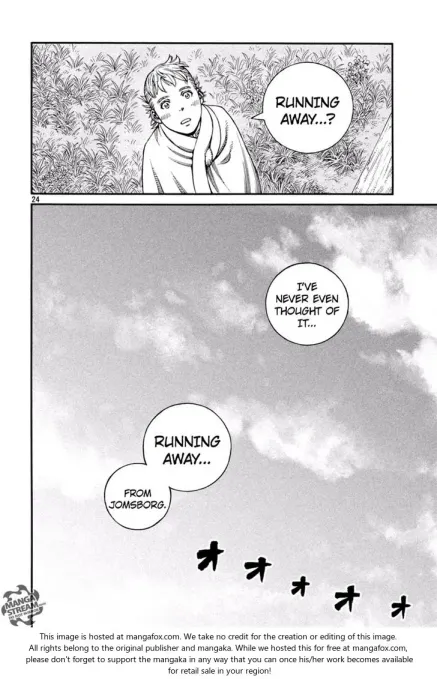 RUNNING
AWAY...?
24
I'VE
NEVER EVEN
THOUGHT OF
IT...
RUNNING
AWAY...
FROM
JOMSBORG.
オオオオオ
MANGA
STREAM
This image is hosted at mangafox.com. We take no credit for the creation or editing of this image.
All rights belong to the original publisher and mangaka. While we hosted this for free at mangafox.com,
please don't forget to support the mangaka in any way that you can once his/her work becomes available
for retail sale in your region!